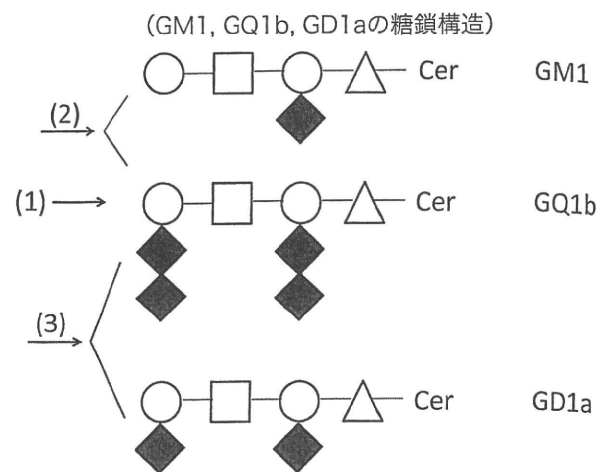 (GM1, GQ1b, GD1aの糖鎖構造)
Cer GM1
(2)
(1) Cer GQ1b
(3)
Cer GD1a